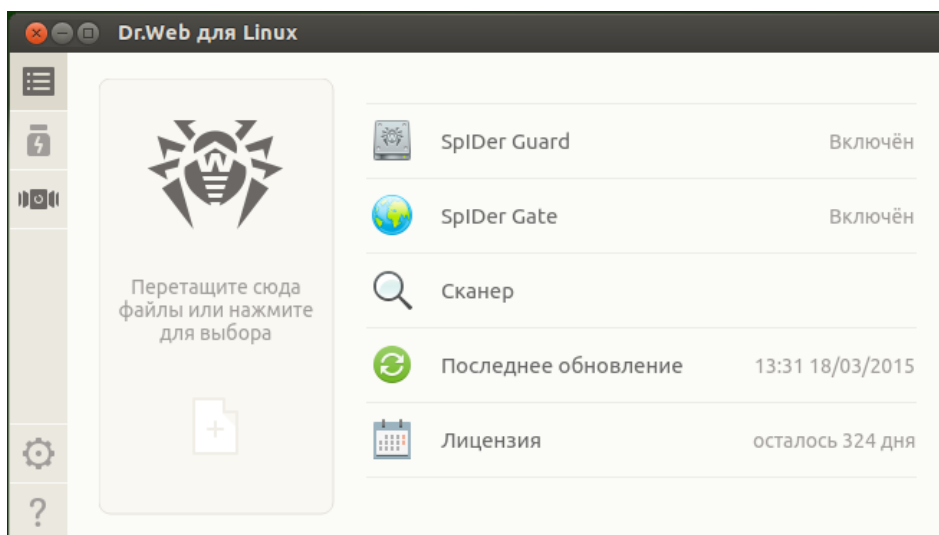 Dr.Web для Linux
Перетащите сюда
файлы или нажмите
для выбора
SpIDer Guard Включён
SpIDer Gate Включён
Сканер
Последнее обновление 13:31 18/03/2015
Лицензия осталось 324 дня
?